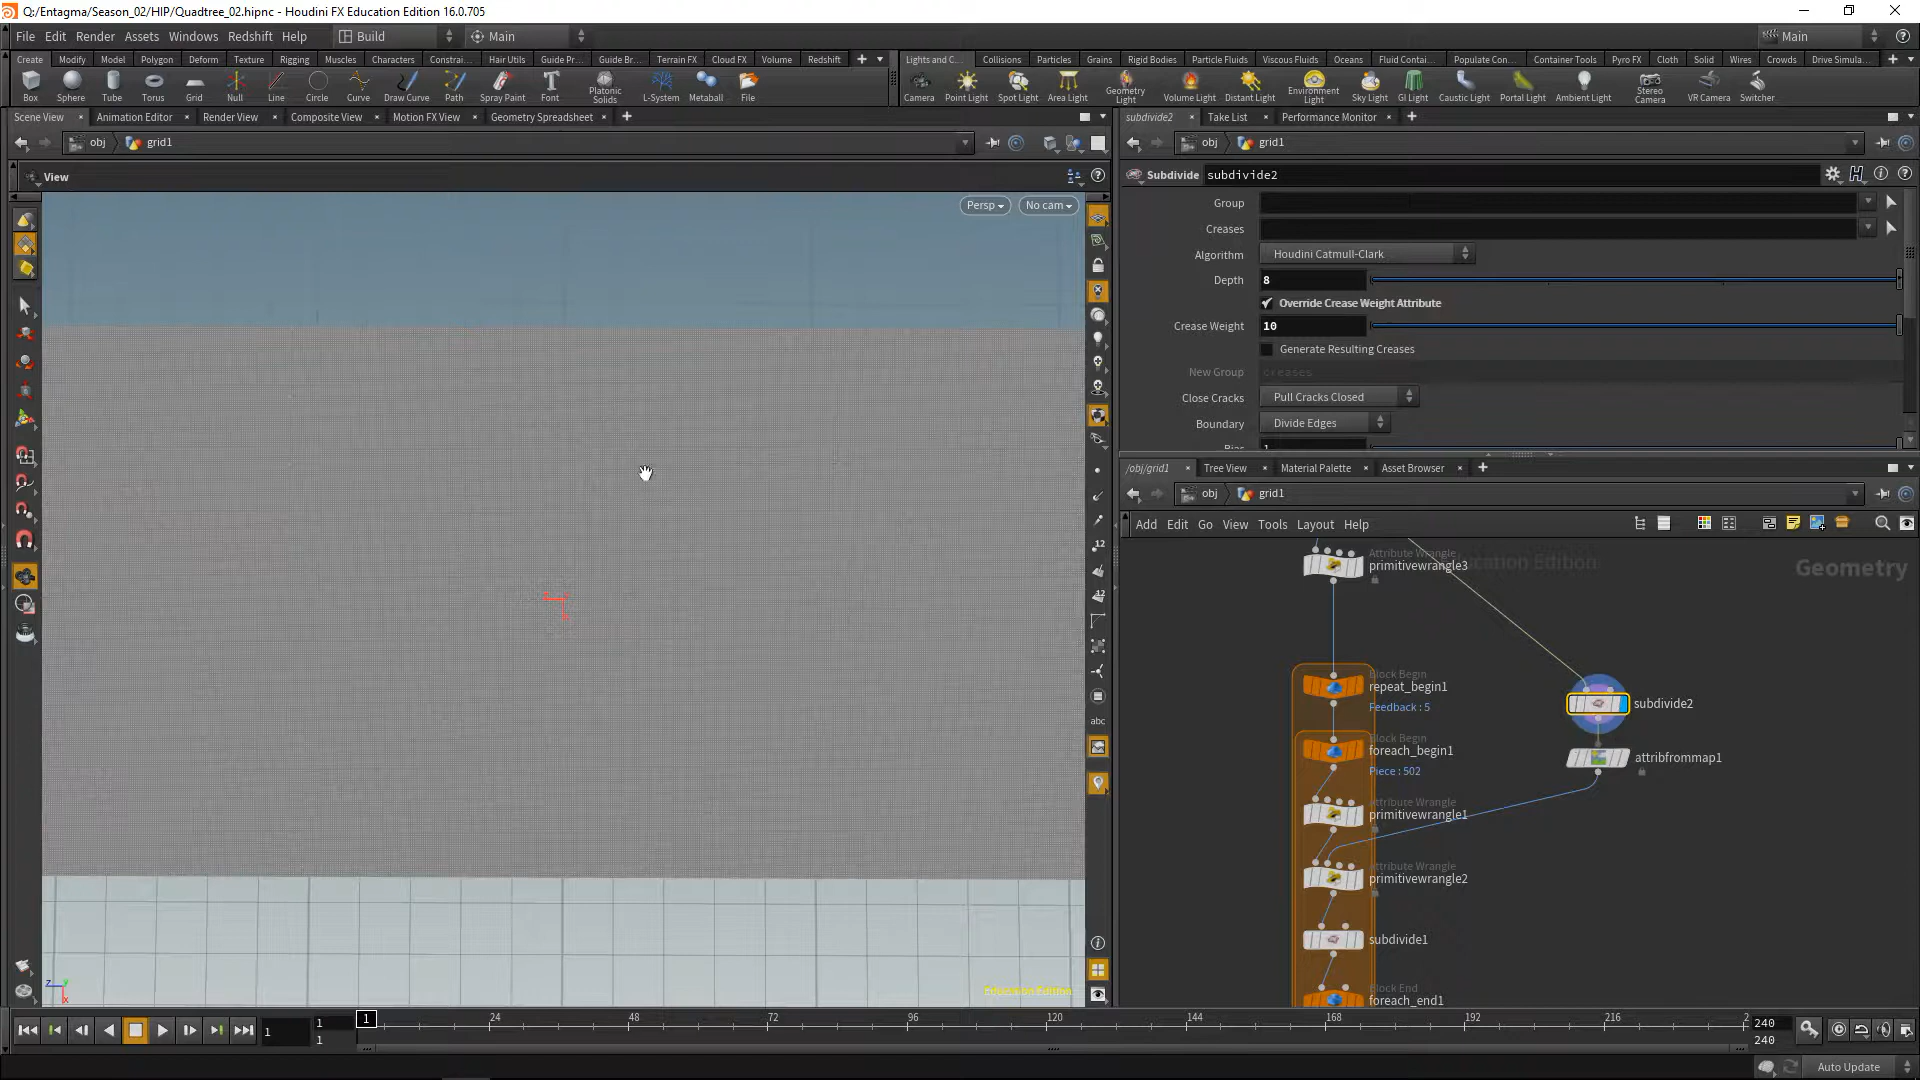 Q:/Entagma/Season_02/HIP/Quadtree_02.hipnc - Houdini FX Education Edition 16.0.705
File Edit Render Assets Windows Redshift Help Build Main Main
Create Modify Model Polygon Deform Texture Rigging Muscles Characters Constrai... Hair Utils Guide Pr... Guide Br... Terrain FX Cloud FX Volume Redshift
Lights and C... Collisions Particles Grains Rigid Bodies Particle Fluids Viscous Fluids Oceans Fluid Contai... Populate Con... Container Tools Pyro FX Cloth Solid Wires Crowds Drive Simula...
Box Sphere Tube Torus Grid Null Line Circle Curve Draw Curve Path Spray Paint Font Platonic Solids L-System Metaball File
Camera Point Light Spot Light Area Light Geometry Light Volume Light Distant Light Environment Light Sky Light GI Light Caustic Light Portal Light Ambient Light Stereo Camera VR Camera Switcher
Scene View Animation Editor Render View Composite View Motion FX View Geometry Spreadsheet
subdivide2 Take List Performance Monitor
obj grid1
obj grid1
View
Persp No cam
Subdivide subdivide2
Group
Creases
Algorithm Houdini Catmull-Clark
Depth 8
Override Crease Weight Attribute
Crease Weight 10
Generate Resulting Creases
New Group creases
Close Cracks Pull Cracks Closed
Boundary Divide Edges
Bias 1
/obj/grid1 Tree View Material Palette Asset Browser
obj grid1
Add Edit Go View Tools Layout Help
Attribute Wrangle
primitivewrangle3
Geometry
Block Begin
repeat_begin1
Feedback : 5
subdivide2
Block Begin
foreach_begin1
Piece : 502
attribfrommap1
Attribute Wrangle
primitivewrangle1
Attribute Wrangle
primitivewrangle2
subdivide1
Block End
foreach_end1
12
12
abc
z y x
Education Edition
1 1 1
1 24 48 72 96 120 144 168 192 216 2
240
240
Auto Update